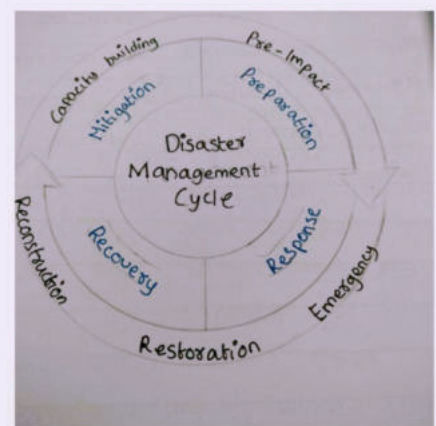 Capacity building
Pre-Impact
Mitigation
Preparation
Disaster
Management
Cycle
Recovery
Response
Reconstruction
Emergency
Restoration